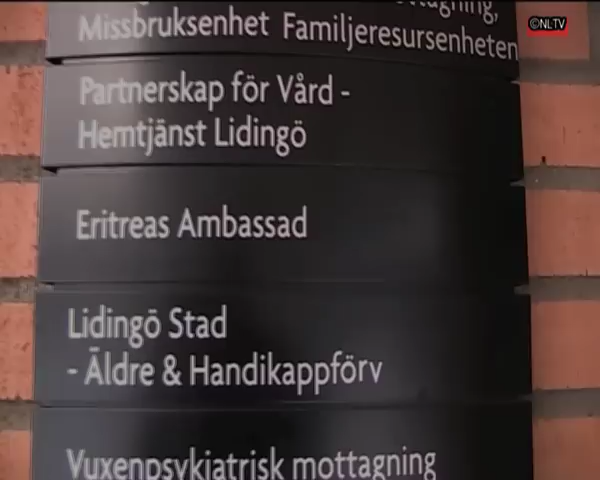 ©NLTV
Missbruksenhet Familjeresursenheten
Partnerskap för Vård -
Hemtjänst Lidingö
Eritreas Ambassad
Lidingö Stad
- Äldre & Handikappförv
Vuxenpsykiatrisk mottagning